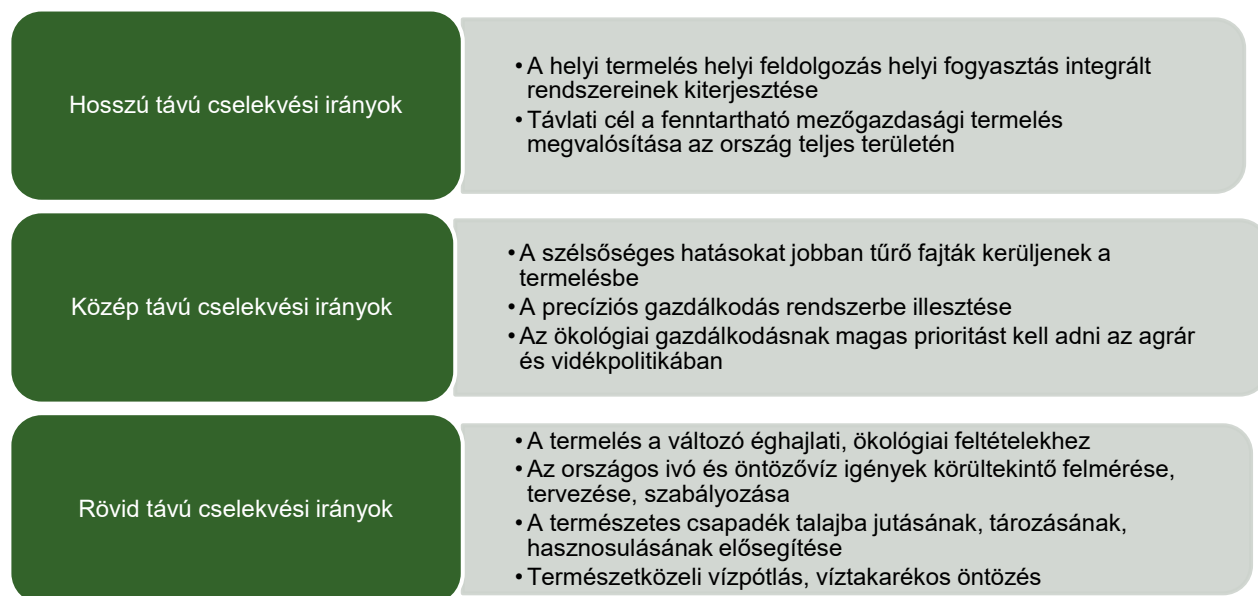 Hosszú távú cselekvési irányok
• A helyi termelés helyi feldolgozás helyi fogyasztás integrált
rendszereinek kiterjesztése
• Távlati cél a fenntartható mezőgazdasági termelés
megvalósítása az ország teljes területén
Közép távú cselekvési irányok
• A szélsőséges hatásokat jobban tűrő fajták kerüljenek a
termelésbe
• A precíziós gazdálkodás rendszerbe illesztése
• Az ökológiai gazdálkodásnak magas prioritást kell adni az agrár
és vidékpolitikában
Rövid távú cselekvési irányok
• A termelés a változó éghajlati, ökológiai feltételekhez
• Az országos ivó és öntözővíz igények körültekintő felmérése,
tervezése, szabályozása
• A természetes csapadék talajba jutásának, tározásának,
hasznosulásának elősegítése
• Természetközeli vízpótlás, víztakarékos öntözés